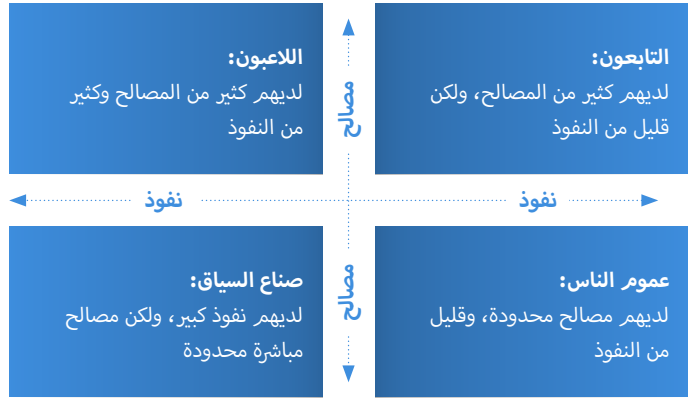 التابعون:
لديهم كثير من المصالح، ولكن
قليل من النفوذ
اللاعبون:
لديهم كثير من المصالح وكثير
من النفوذ
مصالح
نفوذ
نفوذ
مصالح
عموم الناس:
لديهم مصالح محدودة، وقليل
من النفوذ
صناع السياق:
لديهم نفوذ كبير، ولكن مصالح
مباشرة محدودة